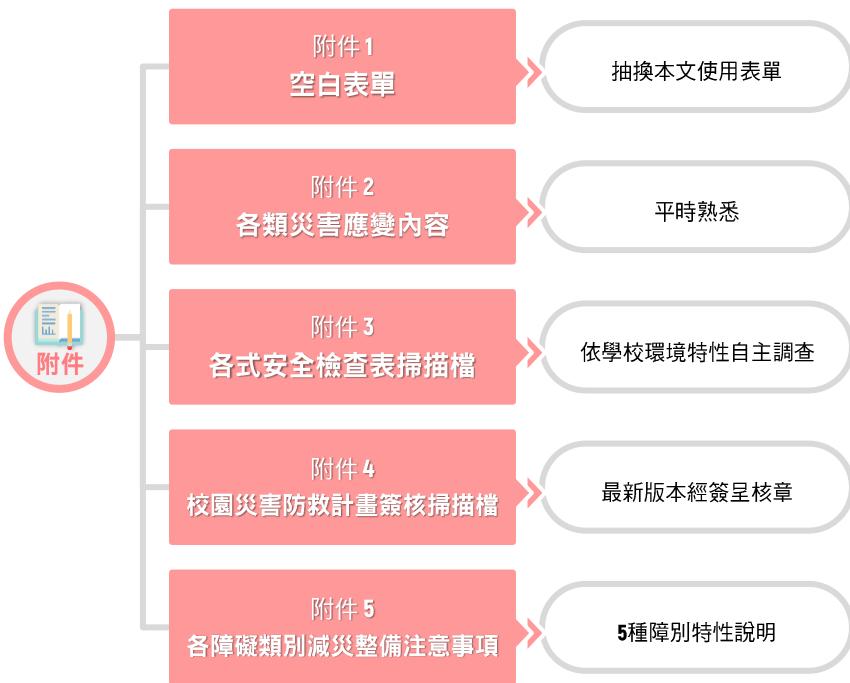 附件 1
空白表單
抽換本文使用表單
附件 2
各類災害應變內容
平時熟悉
附件
附件 3
各式安全檢查表掃描檔
依學校環境特性自主調查
附件 4
校園災害防救計畫簽核掃描檔
最新版本經簽呈核章
附件 5
各障礙類別減災整備注意事項
5種障別特性說明